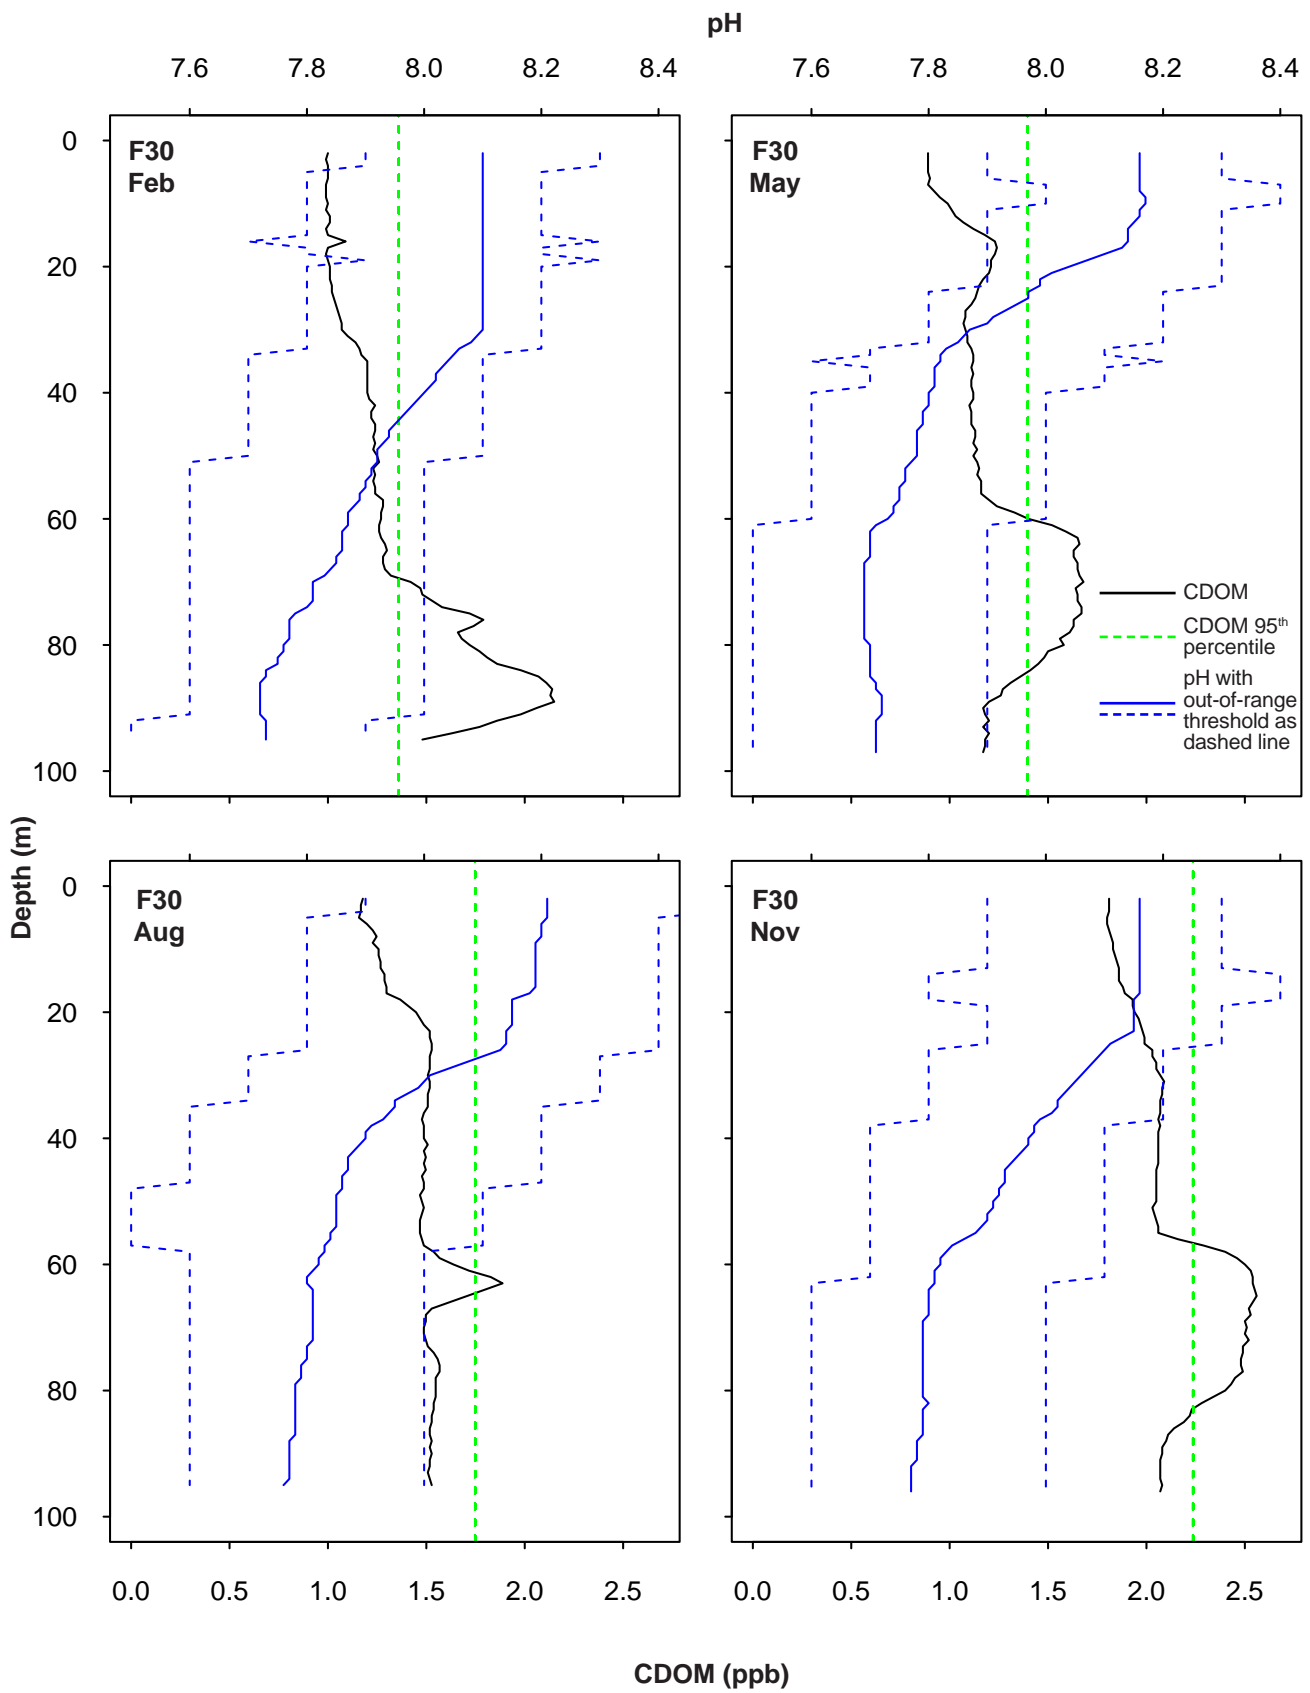 pH
7.6 7.8 8.0 8.2 8.4
7.6 7.8 8.0 8.2 8.4
F30
Feb
0
20
40
60
80
100
F30
May
CDOM
CDOM 95th
percentile
pH with
out-of-range
threshold as
dashed line
Depth (m)
F30
Aug
0
20
40
60
80
100
F30
Nov
0.0 0.5 1.0 1.5 2.0 2.5
0.0 0.5 1.0 1.5 2.0 2.5
CDOM (ppb)